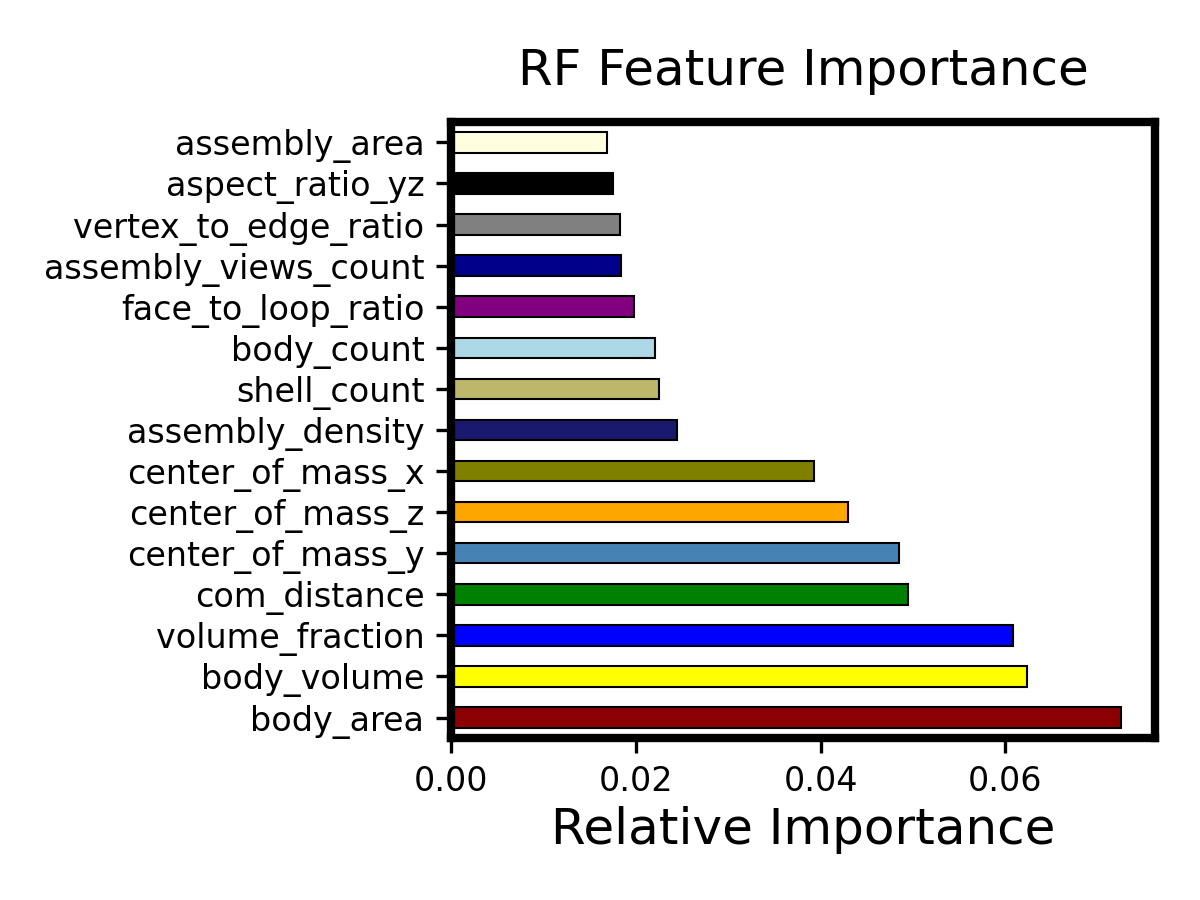 RF Feature Importance
assembly_area
aspect_ratio_yz
vertex_to_edge_ratio
assembly_views_count
face_to_loop_ratio
body_count
shell_count
assembly_density
center_of_mass_x
center_of_mass_z
center_of_mass_y
com_distance
volume_fraction
body_volume
body_area
0.00 0.02 0.04 0.06
Relative Importance